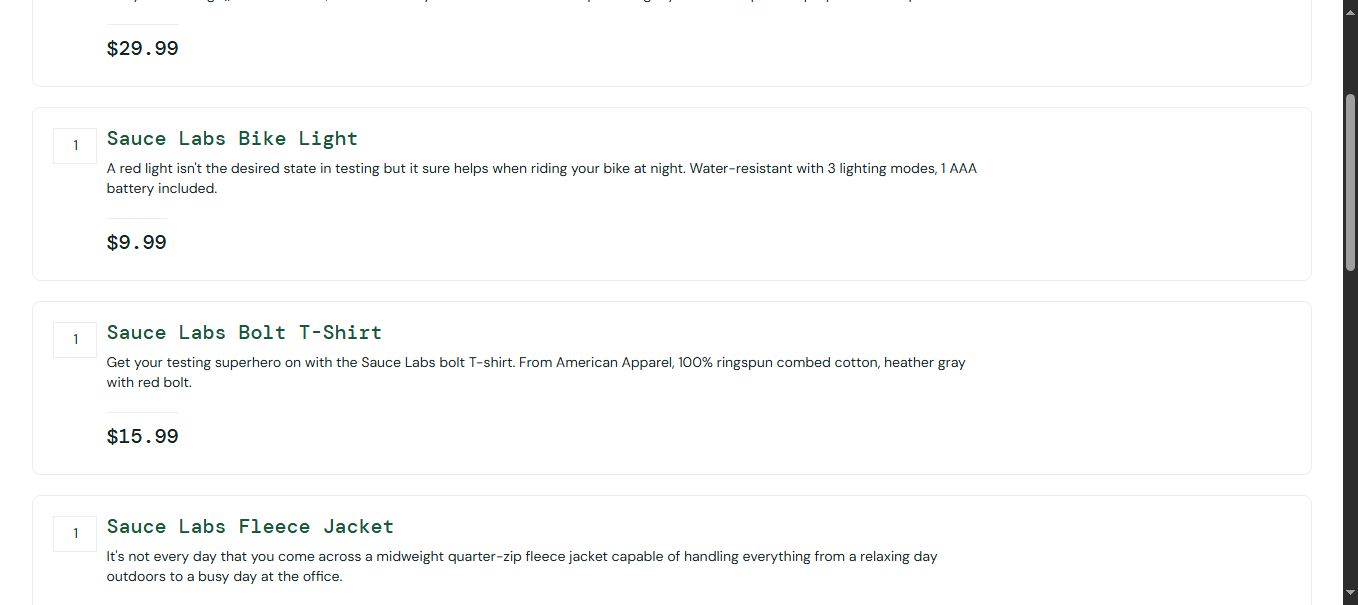 $29.99
1
Sauce Labs Bike Light
A red light isn't the desired state in testing but it sure helps when riding your bike at night. Water-resistant with 3 lighting modes, 1 AAA
battery included.
$9.99
1
Sauce Labs Bolt T-Shirt
Get your testing superhero on with the Sauce Labs bolt T-shirt. From American Apparel, 100% ringspun combed cotton, heather gray
with red bolt.
$15.99
1
Sauce Labs Fleece Jacket
It's not every day that you come across a midweight quarter-zip fleece jacket capable of handling everything from a relaxing day
outdoors to a busy day at the office.